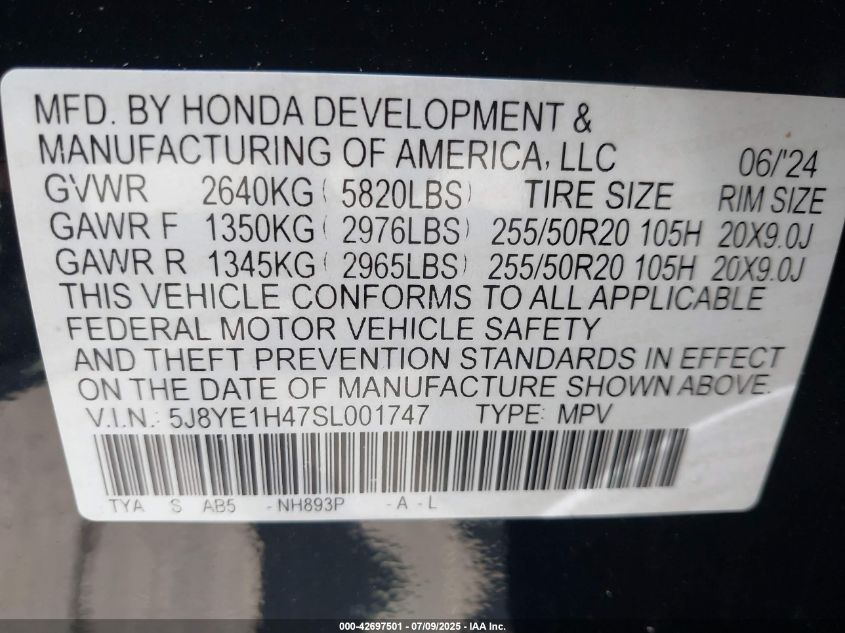 MFD. BY HONDA DEVELOPMENT &
MANUFACTURING OF AMERICA, LLC 06/'24
GVWR 2640KG ( 5820LBS) TIRE SIZE RIM SIZE
GAWR F 1350KG ( 2976LBS) 255/50R20 105H 20X9.0J
GAWR R 1345KG ( 2965LBS) 255/50R20 105H 20X9.0J
THIS VEHICLE CONFORMS TO ALL APPLICABLE
FEDERAL MOTOR VEHICLE SAFETY
AND THEFT PREVENTION STANDARDS IN EFFECT
ON THE DATE OF MANUFACTURE SHOWN ABOVE.
V.I.N.: 5J8YE1H47SL001747 TYPE: MPV
TYA S AB5 -NH893P -A -L
000-42697501 | 07/09/2025 | IAA Inc.